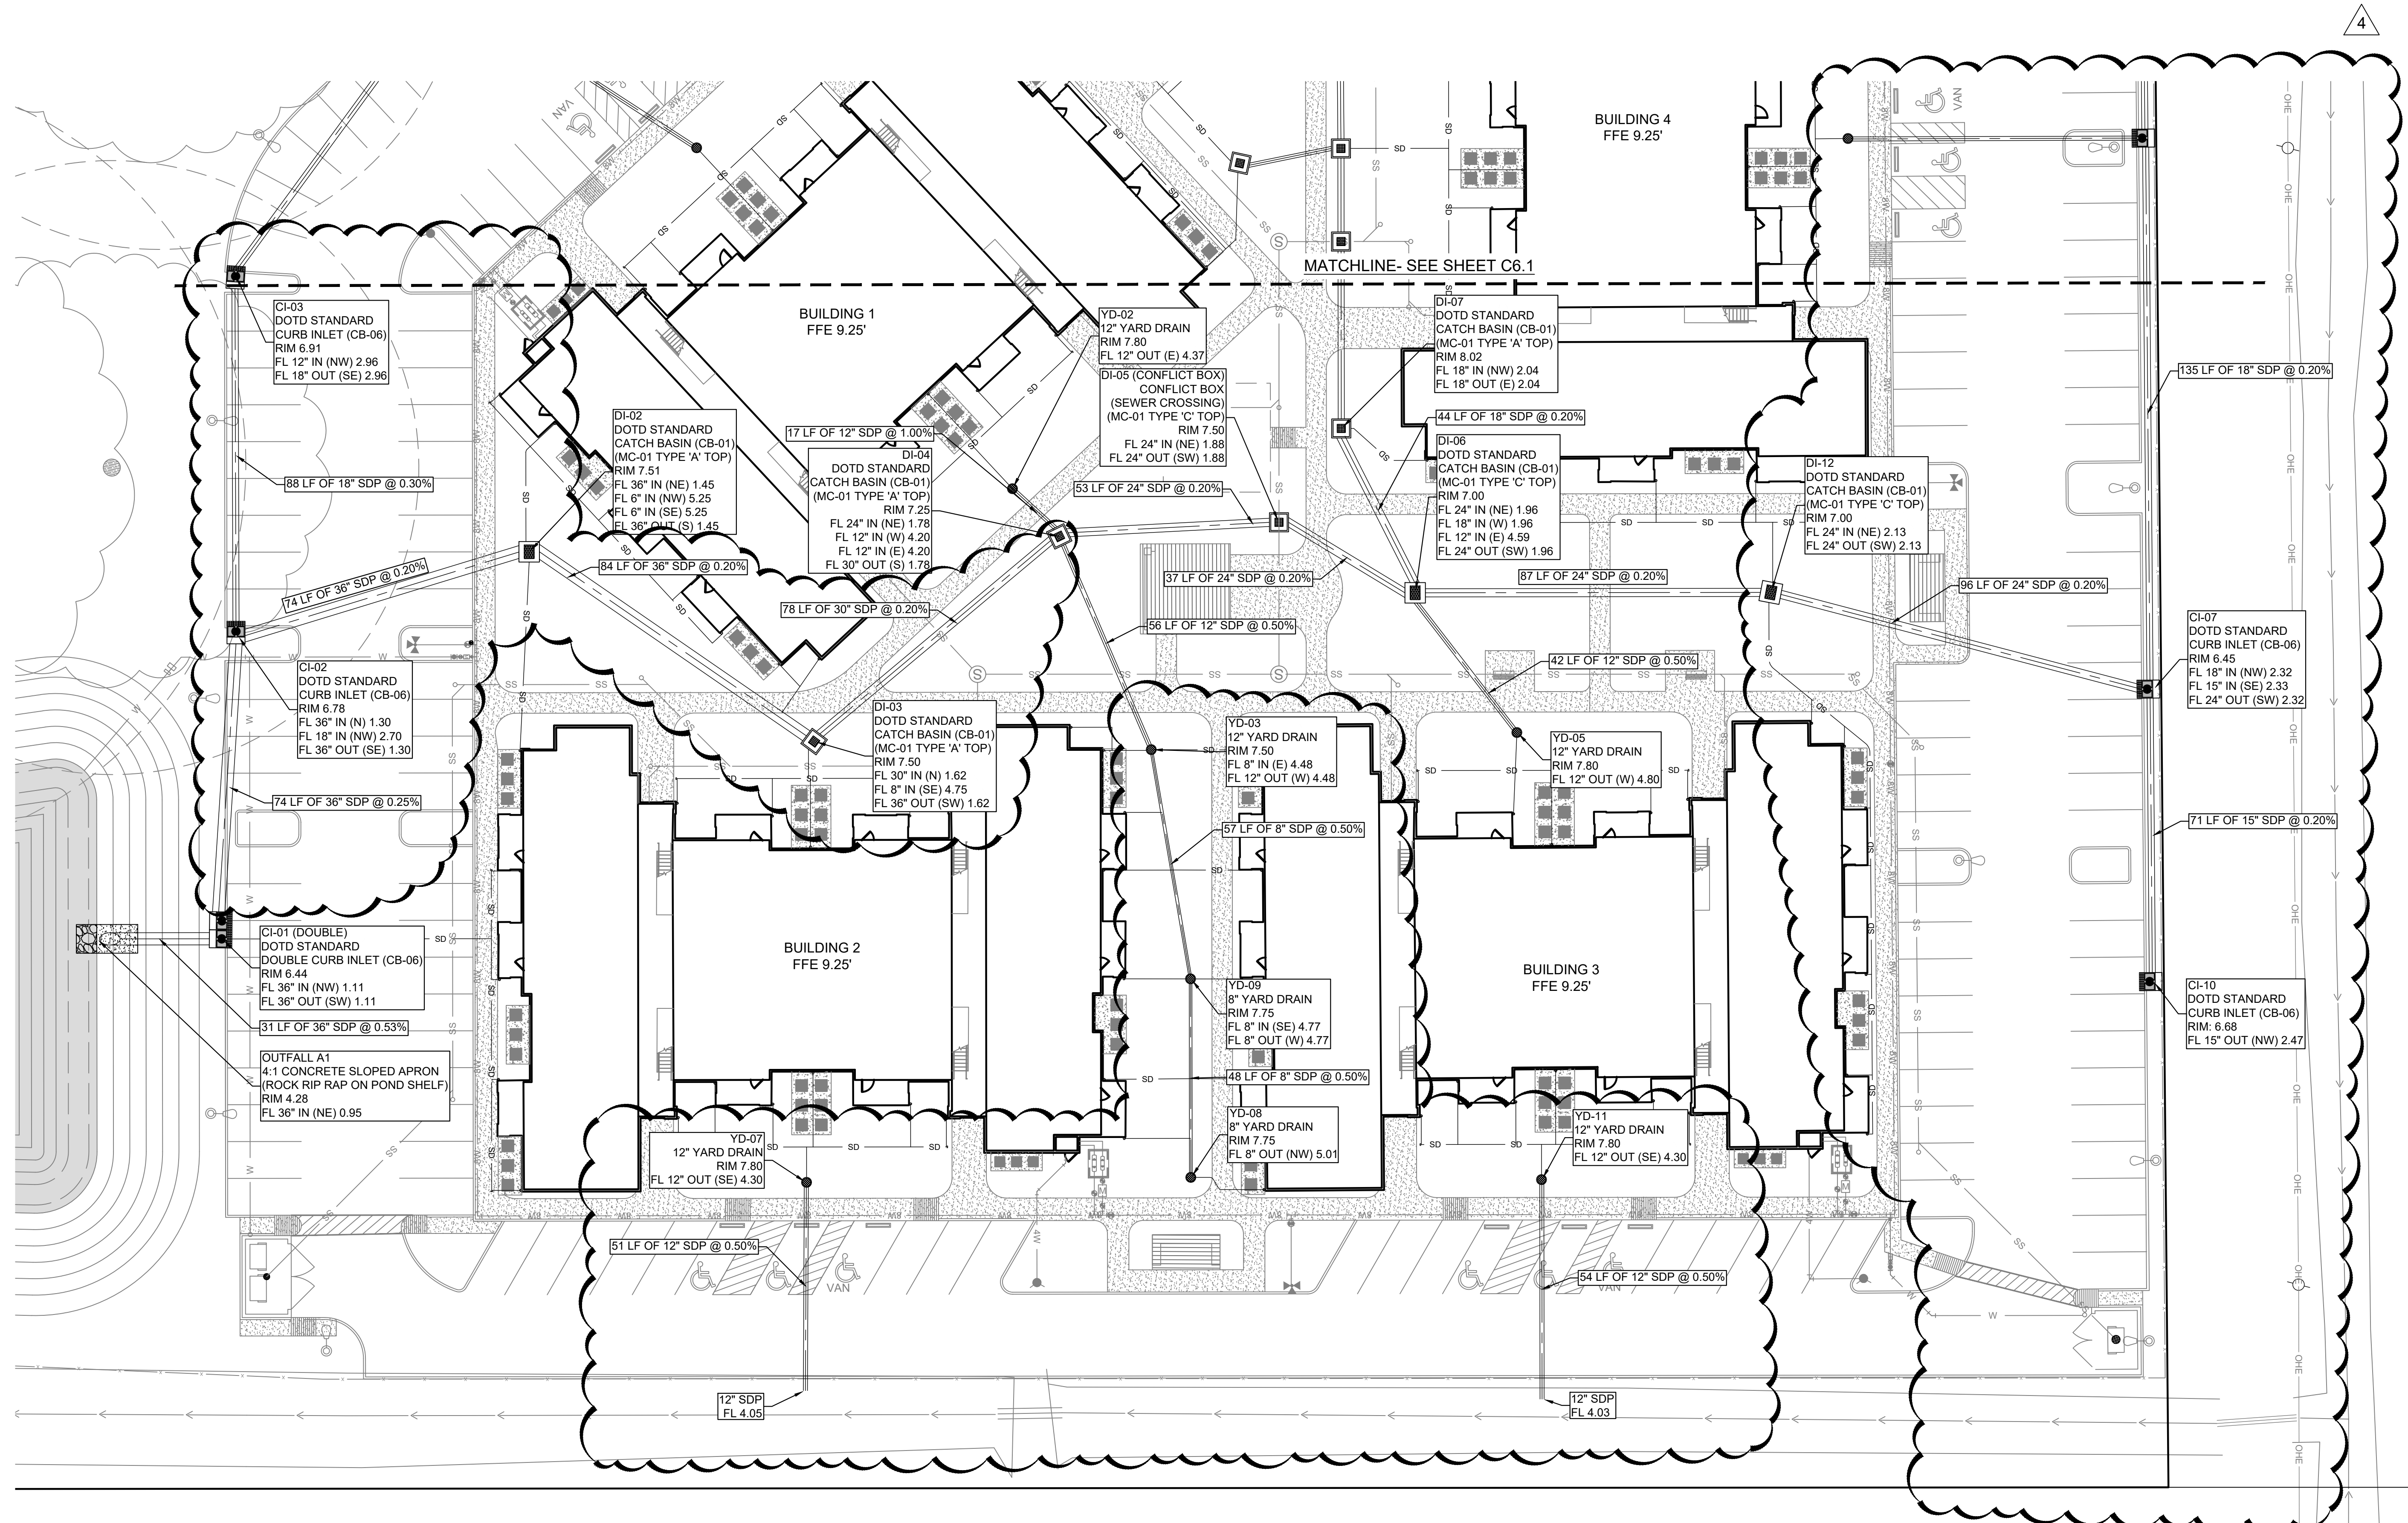 4
VAN
VAN
BUILDING 4
FFE 9.25'
MATCHLINE- SEE SHEET C6.1
CI-03
DOTD STANDARD
CURB INLET (CB-06)
RIM 6.91
FL 12" IN (NW) 2.96
FL 18" OUT (SE) 2.96
BUILDING 1
FFE 9.25'
YD-02
12" YARD DRAIN
RIM 7.80
FL 12" OUT (E) 4.37
DI-07
DOTD STANDARD
CATCH BASIN (CB-01)
(MC-01 TYPE 'A' TOP)
RIM 8.02
FL 18" IN (NW) 2.04
FL 18" OUT (E) 2.04
135 LF OF 18" SDP @ 0.20%
DI-05 (CONFLICT BOX)
CONFLICT BOX
(SEWER CROSSING)
(MC-01 TYPE 'C' TOP)
RIM 7.50
FL 24" IN (NE) 1.88
FL 24" OUT (SW) 1.88
DI-02
DOTD STANDARD
CATCH BASIN (CB-01)
(MC-01 TYPE 'A' TOP)
RIM 7.51
FL 36" IN (NE) 1.45
FL 6" IN (NW) 5.25
FL 6" IN (SE) 5.25
FL 36" OUT (S) 1.45
17 LF OF 12" SDP @ 1.00%
44 LF OF 18" SDP @ 0.20%
DI-04
DOTD STANDARD
CATCH BASIN (CB-01)
(MC-01 TYPE 'A' TOP)
RIM 7.25
FL 24" IN (NE) 1.78
FL 12" IN (W) 4.20
FL 12" IN (E) 4.20
FL 30" OUT (S) 1.78
DI-06
DOTD STANDARD
CATCH BASIN (CB-01)
(MC-01 TYPE 'C' TOP)
RIM 7.00
FL 24" IN (NE) 1.96
FL 18" IN (W) 1.96
FL 12" IN (E) 4.59
FL 24" OUT (SW) 1.96
DI-12
DOTD STANDARD
CATCH BASIN (CB-01)
(MC-01 TYPE 'C' TOP)
RIM 7.00
FL 24" IN (NE) 2.13
FL 24" OUT (SW) 2.13
88 LF OF 18" SDP @ 0.30%
53 LF OF 24" SDP @ 0.20%
74 LF OF 36" SDP @ 0.20%
84 LF OF 36" SDP @ 0.20%
37 LF OF 24" SDP @ 0.20%
87 LF OF 24" SDP @ 0.20%
96 LF OF 24" SDP @ 0.20%
78 LF OF 30" SDP @ 0.20%
56 LF OF 12" SDP @ 0.50%
CI-07
DOTD STANDARD
CURB INLET (CB-06)
RIM 6.45
FL 18" IN (NW) 2.32
FL 15" IN (SE) 2.33
FL 24" OUT (SW) 2.32
CI-02
DOTD STANDARD
CURB INLET (CB-06)
RIM 6.78
FL 36" IN (N) 1.30
FL 18" IN (NW) 2.70
FL 36" OUT (SE) 1.30
42 LF OF 12" SDP @ 0.50%
DI-03
DOTD STANDARD
CATCH BASIN (CB-01)
(MC-01 TYPE 'A' TOP)
RIM 7.50
FL 30" IN (N) 1.62
FL 8" IN (SE) 4.75
FL 36" OUT (SW) 1.62
YD-03
12" YARD DRAIN
RIM 7.50
FL 8" IN (E) 4.48
FL 12" OUT (W) 4.48
YD-05
12" YARD DRAIN
RIM 7.80
FL 12" OUT (W) 4.80
74 LF OF 36" SDP @ 0.25%
57 LF OF 8" SDP @ 0.50%
71 LF OF 15" SDP @ 0.20%
CI-01 (DOUBLE)
DOTD STANDARD
DOUBLE CURB INLET (CB-06)
RIM 6.44
FL 36" IN (NW) 1.11
FL 36" OUT (SW) 1.11
BUILDING 2
FFE 9.25'
BUILDING 3
FFE 9.25'
YD-09
8" YARD DRAIN
RIM 7.75
FL 8" IN (SE) 4.77
FL 8" OUT (W) 4.77
CI-10
DOTD STANDARD
CURB INLET (CB-06)
RIM: 6.68
FL 15" OUT (NW) 2.47
31 LF OF 36" SDP @ 0.53%
OUTFALL A1
4:1 CONCRETE SLOPED APRON
(ROCK RIP RAP ON POND SHELF)
RIM 4.28
FL 36" IN (NE) 0.95
48 LF OF 8" SDP @ 0.50%
YD-08
8" YARD DRAIN
RIM 7.75
FL 8" OUT (NW) 5.01
YD-07
12" YARD DRAIN
RIM 7.80
FL 12" OUT (SE) 4.30
YD-11
12" YARD DRAIN
RIM 7.80
FL 12" OUT (SE) 4.30
51 LF OF 12" SDP @ 0.50%
54 LF OF 12" SDP @ 0.50%
VAN
VAN
12" SDP
FL 4.05
12" SDP
FL 4.03